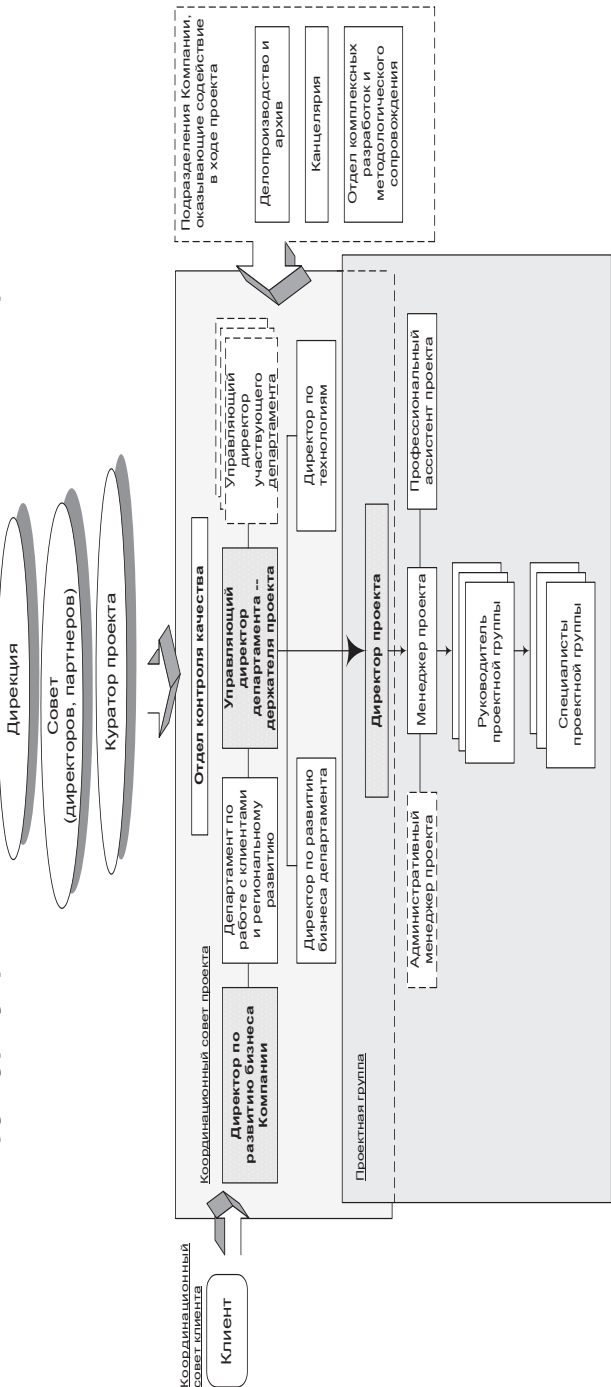 Дирекция
Совет
(директоров, партнеров)
Куратор проекта
Координационный
совет клиента
Клиент
Координационный совет проекта
Отдел контроля качества
Директор по
развитию бизнеса
Компании
Департамент по
работе с клиентами
и региональному
развитию
Управляющий
директор
департамента --
держателя проекта
Управляющий
директор
участвующего
департамента
Директор по развитию
бизнеса департамента
Директор по
технологиям
Подразделения Компании,
оказывающие содействие
в ходе проекта
Делопроизводство и
архив
Канцелярия
Отдел комплексных
разработок и
методологического
сопровождения
Проектная группа
Директор проекта
Административный
менеджер проекта
Менеджер проекта
Профессиональный
ассистент проекта
Руководитель
проектной группы
Специалисты
проектной группы